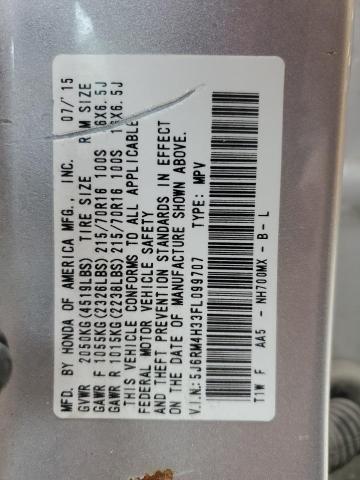 MFD. BY HONDA OF AMERICA MFG., INC. 07/15
GVWR 2050KG(4519LBS) TIRE SIZE RIM SIZE
GAWR F 1055KG(2326LBS) 215/70R16 100S 16X6.5J
GAWR R 1015KG(2238LBS) 215/70R16 100S 16X6.5J
THIS VEHICLE CONFORMS TO ALL APPLICABLE
FEDERAL MOTOR VEHICLE SAFETY
AND THEFT PREVENTION STANDARDS IN EFFECT
ON THE DATE OF MANUFACTURE SHOWN ABOVE.
V.I.N.: 5J6RM4H33FL099707 TYPE: MPV
T1W F AA5 - NH700MX - B - L